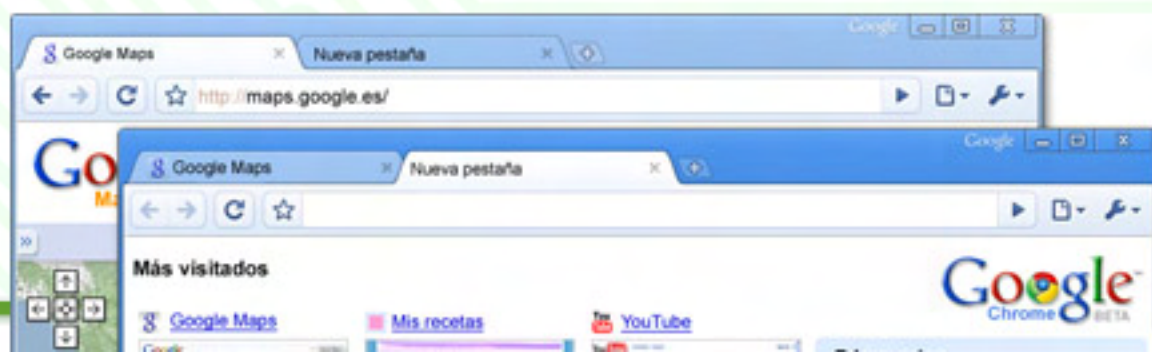 Google
Google Maps
Nueva pestaña
http://maps.google.es/
Google
Google Maps
Nueva pestaña
Más visitados
Google
Chrome BETA
Google Maps
Mis recetas
YouTube